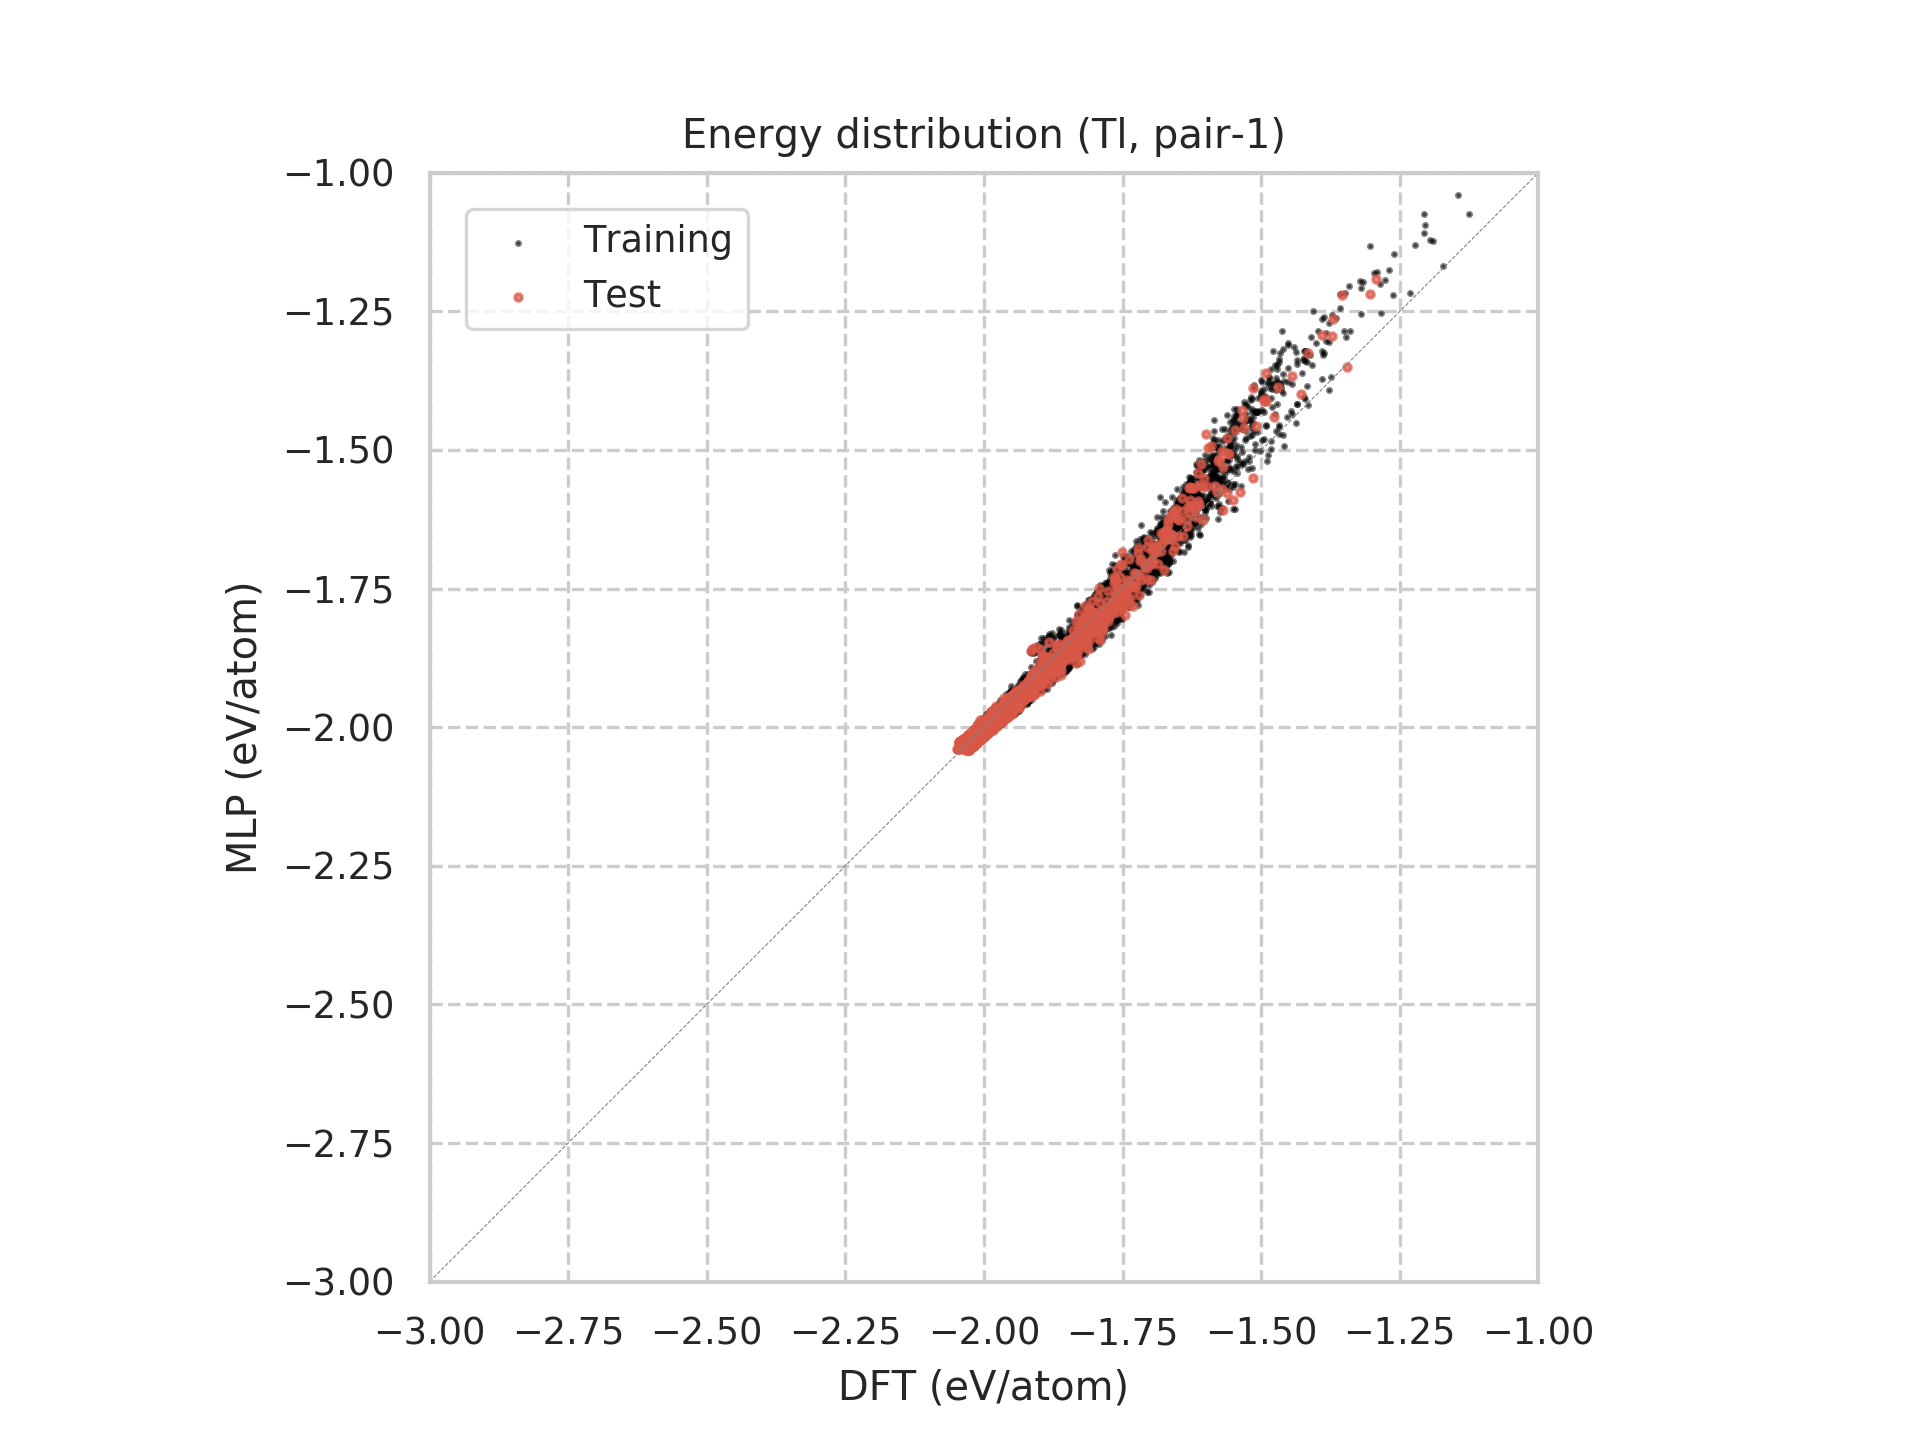 Energy distribution (Tl, pair-1)
Training
Test
MLP (eV/atom)
−1.00
−1.25
−1.50
−1.75
−2.00
−2.25
−2.50
−2.75
−3.00
−3.00 −2.75 −2.50 −2.25 −2.00 −1.75 −1.50 −1.25 −1.00
DFT (eV/atom)